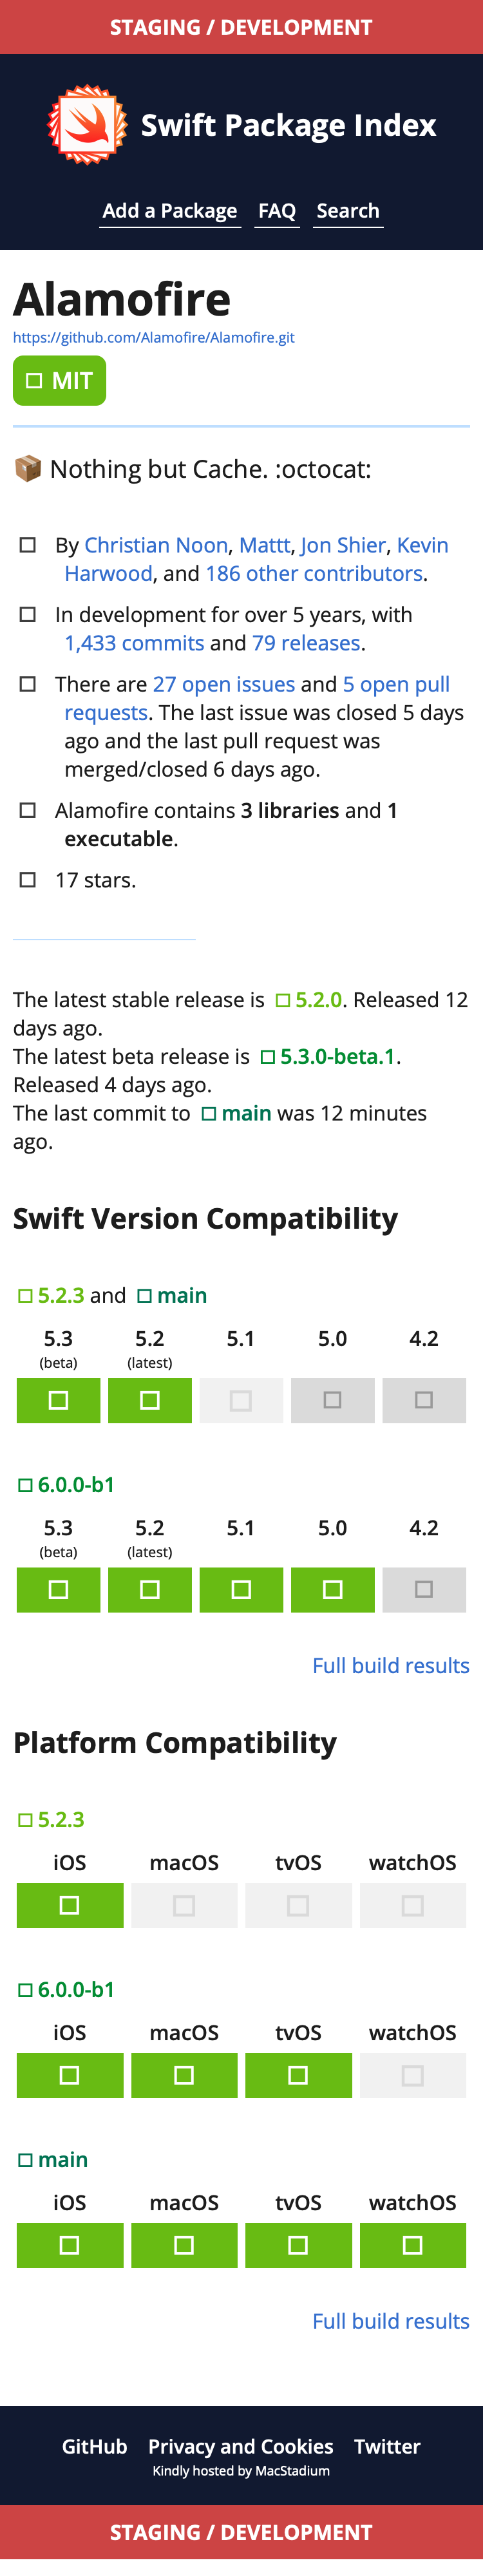 STAGING / DEVELOPMENT
Swift Package Index
Add a Package FAQ Search
Alamofire
https://github.com/Alamofire/Alamofire.git
□ MIT
📦 Nothing but Cache. :octocat:
□ By Christian Noon, Mattt, Jon Shier, Kevin
Harwood, and 186 other contributors.
□ In development for over 5 years, with
1,433 commits and 79 releases.
□ There are 27 open issues and 5 open pull
requests. The last issue was closed 5 days
ago and the last pull request was
merged/closed 6 days ago.
□ Alamofire contains 3 libraries and 1
executable.
□ 17 stars.
The latest stable release is □ 5.2.0. Released 12
days ago.
The latest beta release is □ 5.3.0-beta.1.
Released 4 days ago.
The last commit to □ main was 12 minutes
ago.
Swift Version Compatibility
□ 5.2.3 and □ main
5.3 5.2 5.1 5.0 4.2
(beta) (latest)
□ □ □ □ □
□ 6.0.0-b1
5.3 5.2 5.1 5.0 4.2
(beta) (latest)
□ □ □ □ □
Full build results
Platform Compatibility
□ 5.2.3
iOS macOS tvOS watchOS
□ □ □ □
□ 6.0.0-b1
iOS macOS tvOS watchOS
□ □ □ □
□ main
iOS macOS tvOS watchOS
□ □ □ □
Full build results
GitHub Privacy and Cookies Twitter
Kindly hosted by MacStadium
STAGING / DEVELOPMENT